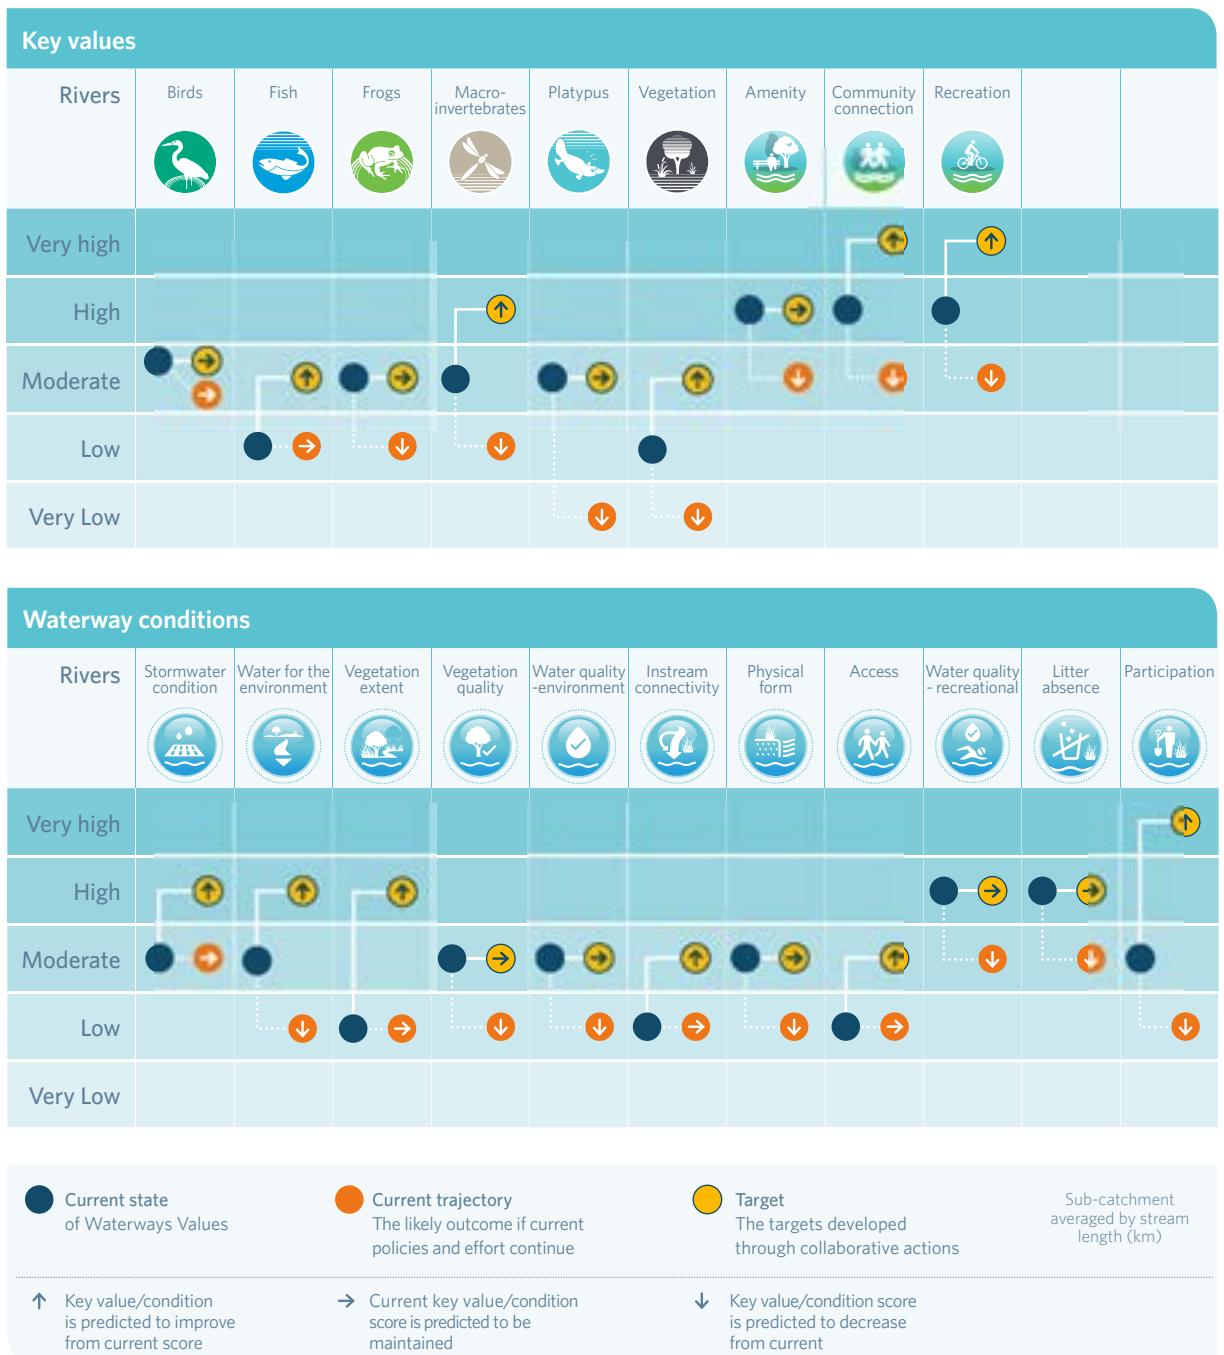 Key values
Rivers
Birds
Fish
Frogs
Macro-
invertebrates
Platypus
Vegetation
Amenity
Community
connection
Recreation
Very high
High
Moderate
Low
Very Low
Waterway conditions
Rivers
Stormwater
condition
Water for the
environment
Vegetation
extent
Vegetation
quality
Water quality
-environment
Instream
connectivity
Physical
form
Access
Water quality
- recreational
Litter
absence
Participation
Very high
High
Moderate
Low
Very Low
Current state
of Waterways Values
Current trajectory
The likely outcome if current
policies and effort continue
Target
The targets developed
through collaborative actions
Sub-catchment
averaged by stream
length (km)
Key value/condition
is predicted to improve
from current score
Current key value/condition
score is predicted to be
maintained
Key value/condition score
is predicted to decrease
from current